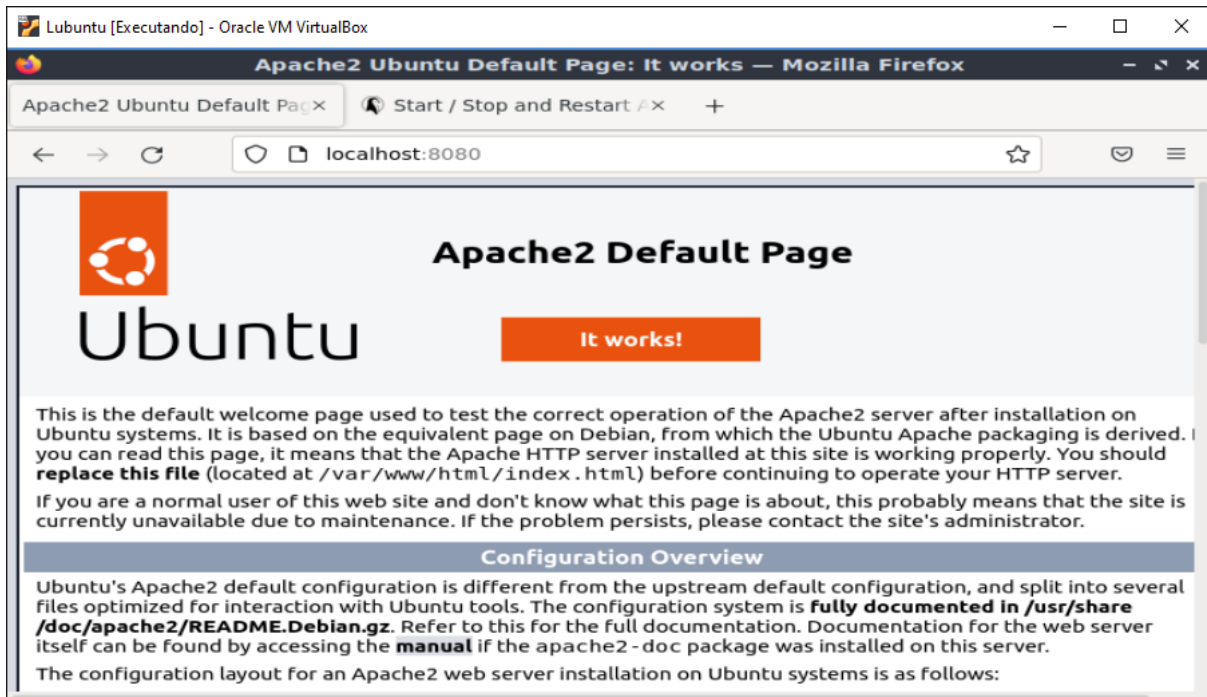 Lubuntu [Executando] - Oracle VM VirtualBox
Apache2 Ubuntu Default Page: It works — Mozilla Firefox
Apache2 Ubuntu Default Pag
Start / Stop and Restart A
localhost:8080
Ubuntu
Apache2 Default Page
It works!
This is the default welcome page used to test the correct operation of the Apache2 server after installation on
Ubuntu systems. It is based on the equivalent page on Debian, from which the Ubuntu Apache packaging is derived. I
you can read this page, it means that the Apache HTTP server installed at this site is working properly. You should
replace this file (located at /var/www/html/index.html) before continuing to operate your HTTP server.
If you are a normal user of this web site and don't know what this page is about, this probably means that the site is
currently unavailable due to maintenance. If the problem persists, please contact the site's administrator.
Configuration Overview
Ubuntu's Apache2 default configuration is different from the upstream default configuration, and split into several
files optimized for interaction with Ubuntu tools. The configuration system is fully documented in /usr/share
/doc/apache2/README.Debian.gz. Refer to this for the full documentation. Documentation for the web server
itself can be found by accessing the manual if the apache2-doc package was installed on this server.
The configuration layout for an Apache2 web server installation on Ubuntu systems is as follows: